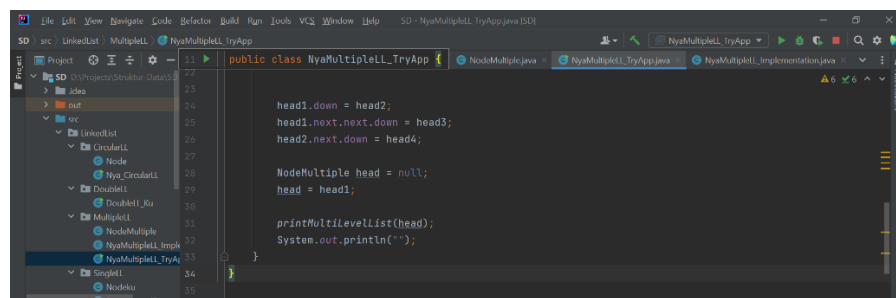 File Edit View Navigate Code Refactor Build Run Tools VCS Window Help SD - NyaMultipleLL_TryApp.java [SD]
SD src LinkedList MultipleLL NyaMultipleLL_TryApp NyaMultipleLL_TryApp
Project 11 public class NyaMultipleLL_TryApp { NodeMultiple.java NyaMultipleLL_TryApp.java NyaMultipleLL_Implementation.java
Project
SD D:\Projects\Struktur-Data\SD 22 6 6
.idea 23
out 24 head1.down = head2;
src 25 head1.next.next.down = head3;
LinkedList 26 head2.next.down = head4;
CircularLL 27
Node 28 NodeMultiple head = null;
Nya_CircularLL 29 head = head1;
DoubleLL 30
DoubleLL_Ku 31 printMultiLevelList(head);
MultipleLL
NodeMultiple 32 System.out.println("");
NyaMultipleLL_Imple 33 }
NyaMultipleLL_TryAp 34 }
SingleLL 35
Nodeku